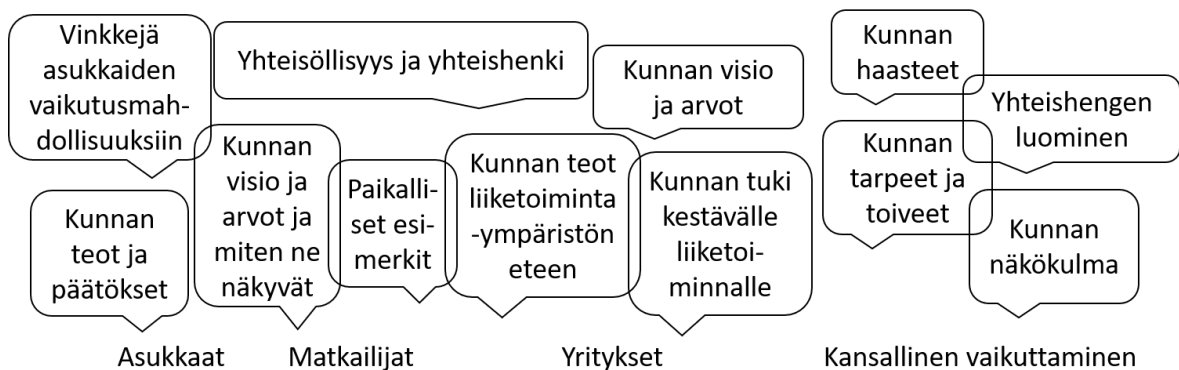 Vinkkejä
asukkaiden
vaikutusmah-
dollisuuksiin
Yhteisöllisyys ja yhteishenki
Kunnan visio
ja arvot
Kunnan
haasteet
Yhteishengen
luominen
Kunnan
teot ja
päätökset
Kunnan
visio ja
arvot ja
miten ne
näkyvät
Paikalli-
set esi-
merkit
Kunnan teot
liiketoiminta
-ympäristön
eteen
Kunnan tuki
kestävälle
liiketoi-
minnalle
Kunnan
tarpeet ja
toiveet
Kunnan
näkökulma
Asukkaat
Matkailijat
Yritykset
Kansallinen vaikuttaminen